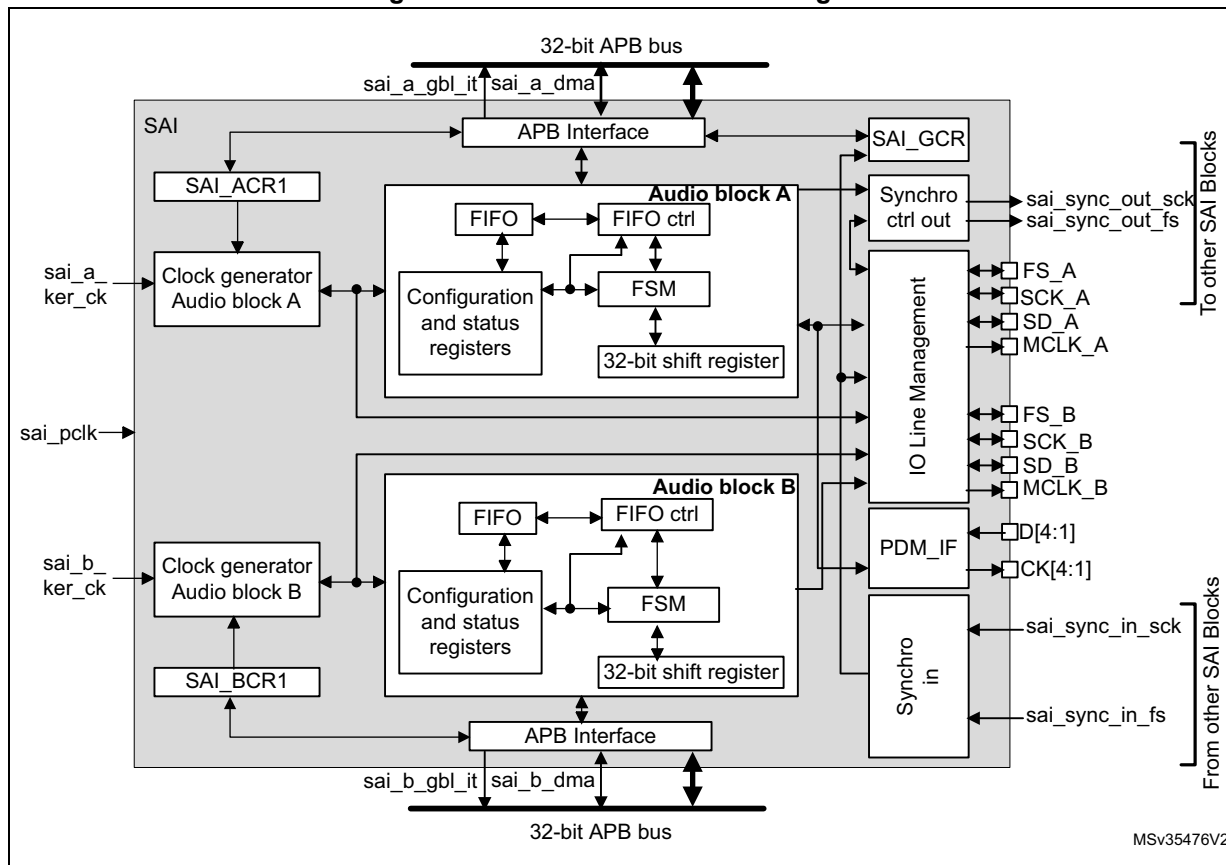 32-bit APB bus
sai_a_gbl_it sai_a_dma
SAI
APB Interface
SAI_GCR
SAI_ACR1
Audio block A
FIFO
FIFO ctrl
Synchro
ctrl out
sai_sync_out_sck
sai_sync_out_fs
To other SAI Blocks
sai_a_
ker_ck
Clock generator
Audio block A
Configuration
and status
registers
FSM
32-bit shift register
IO Line Management
FS_A
SCK_A
SD_A
MCLK_A
sai_pclk
FS_B
SCK_B
SD_B
MCLK_B
Audio block B
FIFO
FIFO ctrl
sai_b_
ker_ck
Clock generator
Audio block B
Configuration
and status
registers
FSM
32-bit shift register
PDM_IF
D[4:1]
CK[4:1]
SAI_BCR1
Synchro
in
sai_sync_in_sck
sai_sync_in_fs
From other SAI Blocks
APB Interface
sai_b_gbl_it sai_b_dma
32-bit APB bus
MSv35476V2